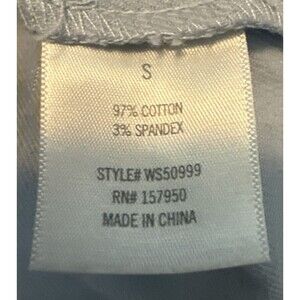 S
97% COTTON
3% SPANDEX
STYLE# WS50999
RN# 157950
MADE IN CHINA